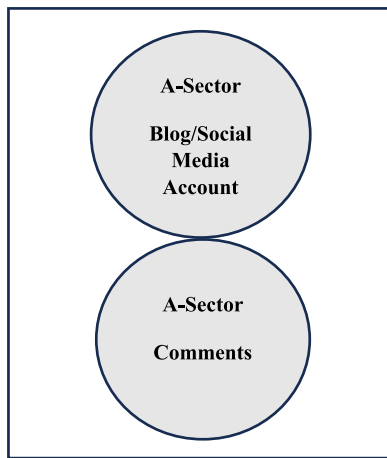 A-Sector
Blog/Social
Media
Account
A-Sector
Comments